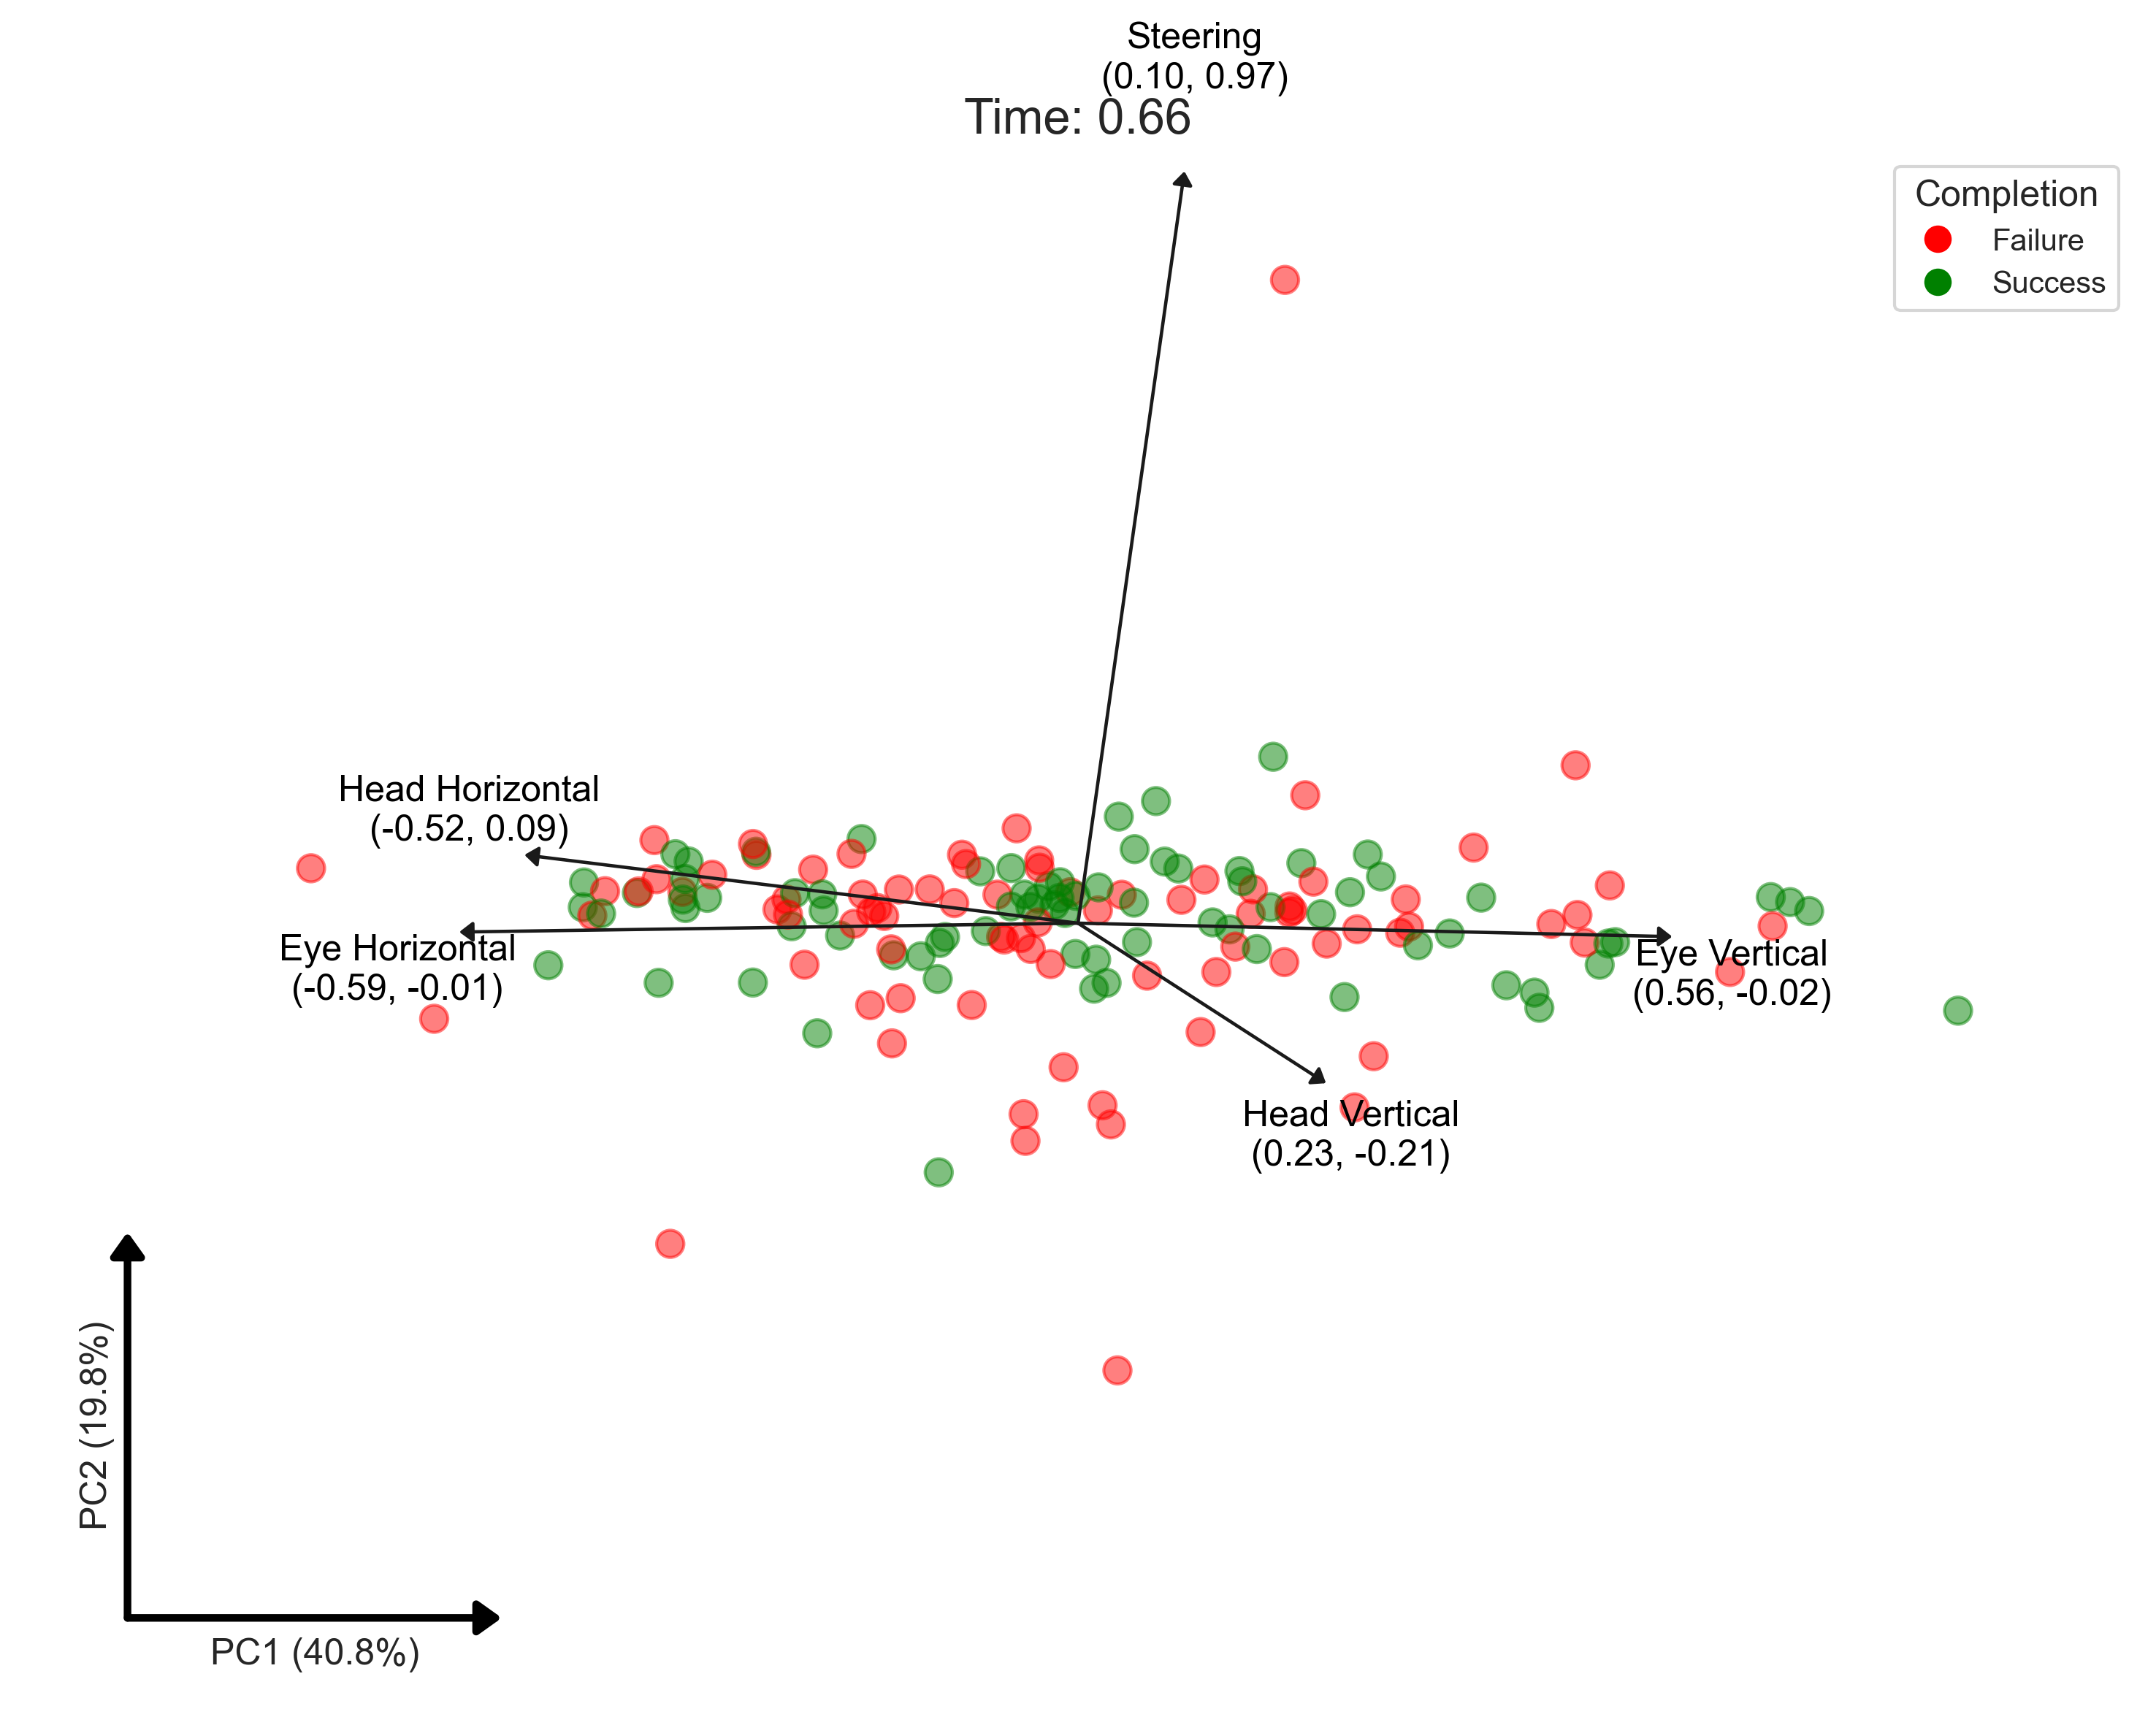 Steering
(0.10, 0.97)
Time: 0.66
Completion
Failure
Success
Head Horizontal
(-0.52, 0.09)
Eye Horizontal
(-0.59, -0.01)
Eye Vertical
(0.56, -0.02)
Head Vertical
(0.23, -0.21)
PC2 (19.8%)
PC1 (40.8%)